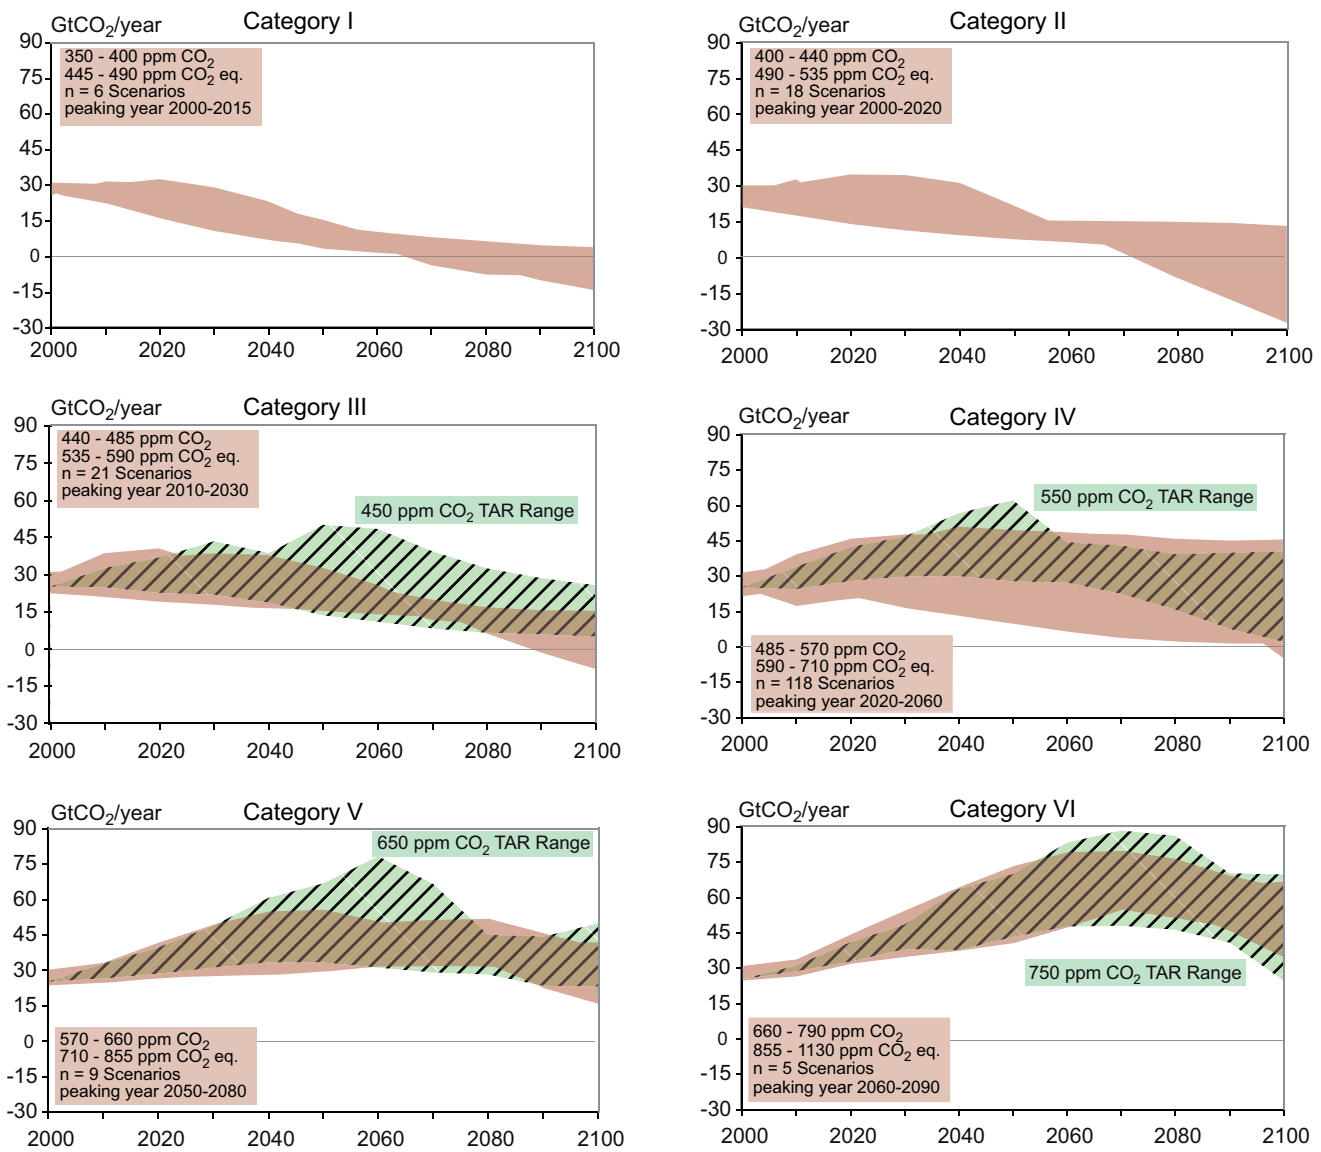 GtCO2/year
Category I
90
75
60
45
30
15
0
-15
-30
350 - 400 ppm CO2
445 - 490 ppm CO2 eq.
n = 6 Scenarios
peaking year 2000-2015
2000 2020 2040 2060 2080 2100
GtCO2/year
Category II
90
75
60
45
30
15
0
-15
-30
400 - 440 ppm CO2
490 - 535 ppm CO2 eq.
n = 18 Scenarios
peaking year 2000-2020
2000 2020 2040 2060 2080 2100
GtCO2/year
Category III
90
75
60
45
30
15
0
-15
-30
440 - 485 ppm CO2
535 - 590 ppm CO2 eq.
n = 21 Scenarios
peaking year 2010-2030
450 ppm CO2 TAR Range
2000 2020 2040 2060 2080 2100
GtCO2/year
Category IV
90
75
60
45
30
15
0
-15
-30
550 ppm CO2 TAR Range
485 - 570 ppm CO2
590 - 710 ppm CO2 eq.
n = 118 Scenarios
peaking year 2020-2060
2000 2020 2040 2060 2080 2100
GtCO2/year
Category V
90
75
60
45
30
15
0
-15
-30
650 ppm CO2 TAR Range
570 - 660 ppm CO2
710 - 855 ppm CO2 eq.
n = 9 Scenarios
peaking year 2050-2080
2000 2020 2040 2060 2080 2100
GtCO2/year
Category VI
90
75
60
45
30
15
0
-15
-30
750 ppm CO2 TAR Range
660 - 790 ppm CO2
855 - 1130 ppm CO2 eq.
n = 5 Scenarios
peaking year 2060-2090
2000 2020 2040 2060 2080 2100